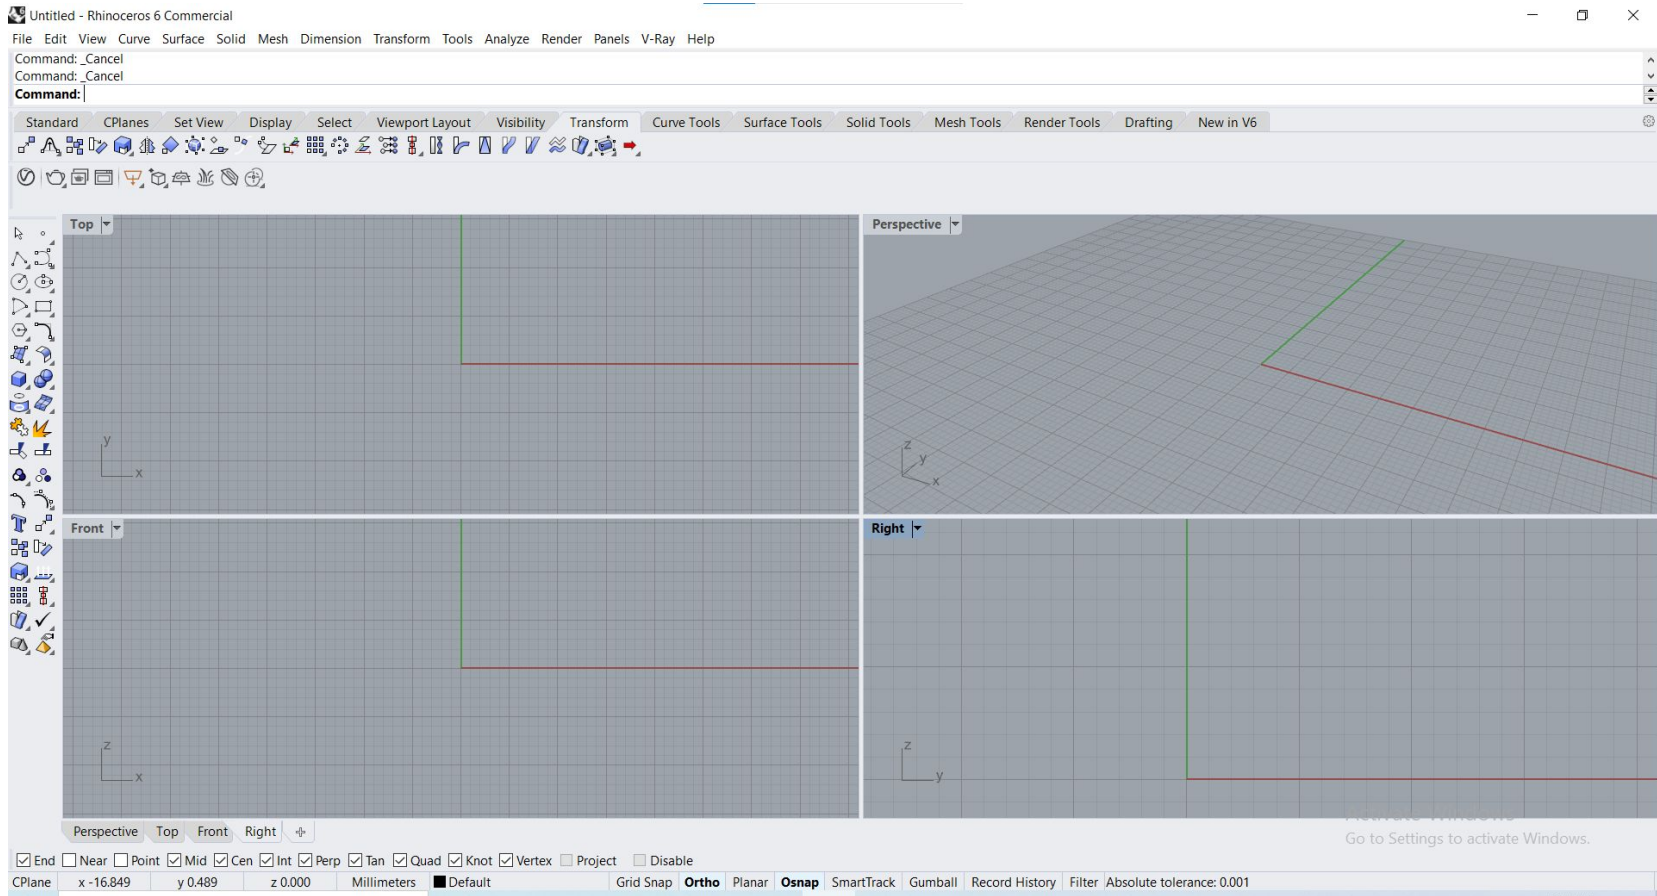 Untitled - Rhinoceros 6 Commercial
File Edit View Curve Surface Solid Mesh Dimension Transform Tools Analyze Render Panels V-Ray Help
Command: _Cancel
Command: _Cancel
Command:
Standard CPlanes Set View Display Select Viewport Layout Visibility Transform Curve Tools Surface Tools Solid Tools Mesh Tools Render Tools Drafting New in V6
Top Perspective
y
x
z
y
x
Front Right
z
x
z
y
Activate Windows
Go to Settings to activate Windows.
Perspective Top Front Right
End Near Point Mid Cen Int Perp Tan Quad Knot Vertex Project Disable
CPlane x -16.849 y 0.489 z 0.000 Millimeters Default Grid Snap Ortho Planar Osnap SmartTrack Gumball Record History Filter Absolute tolerance: 0.001